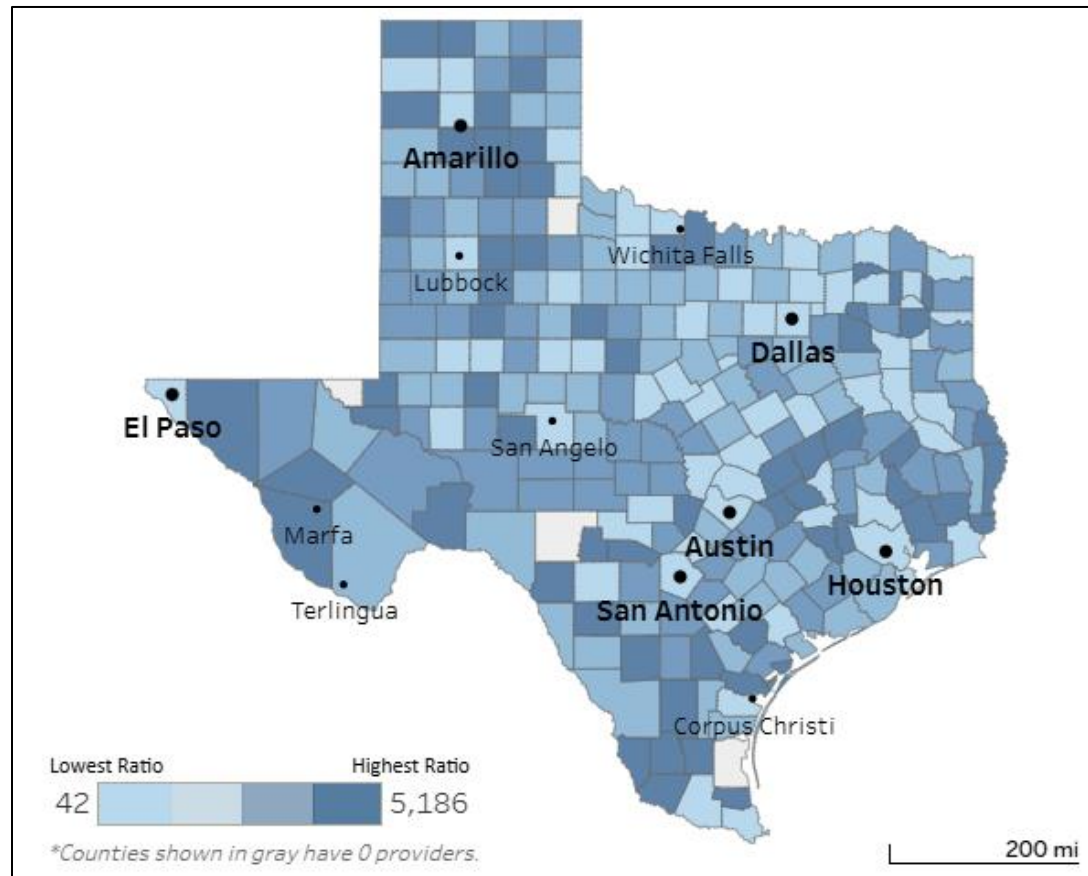 Amarillo
Wichita Falls
Lubbock
Dallas
El Paso
San Angelo
Marfa
Austin
Houston
Terlingua
San Antonio
Corpus Christi
Lowest Ratio Highest Ratio
42 5,186
*Counties shown in gray have 0 providers.
200 mi